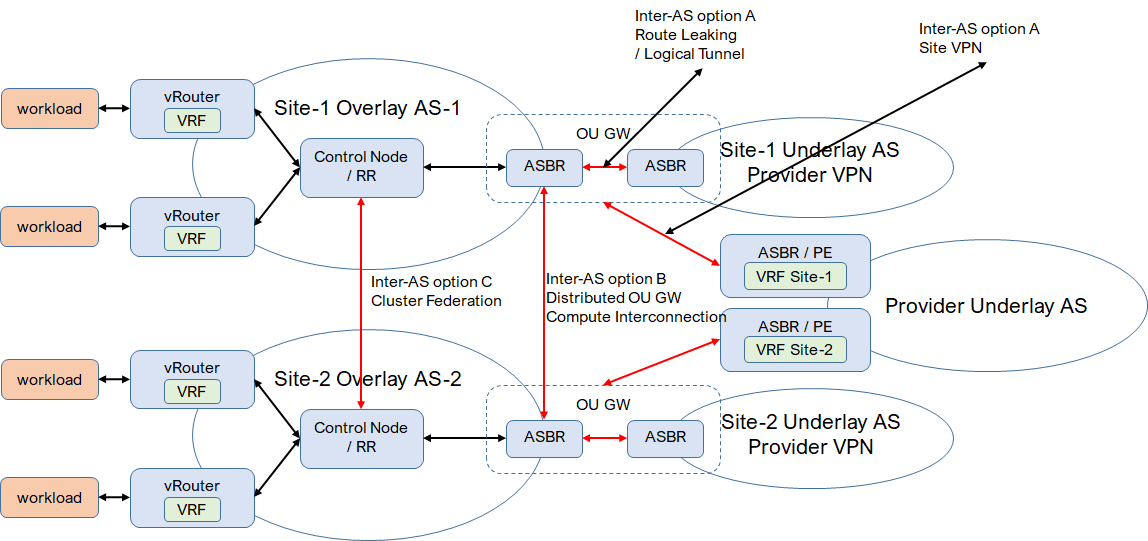 Inter-AS option A
Route Leaking
/ Logical Tunnel
Inter-AS option A
Site VPN
workload
vRouter
VRF
Site-1 Overlay AS-1
Control Node
/ RR
OU GW
ASBR
ASBR
Site-1 Underlay AS
Provider VPN
workload
vRouter
VRF
Inter-AS option C
Cluster Federation
Inter-AS option B
Distributed OU GW
Compute Interconnection
ASBR / PE
VRF Site-1
Provider Underlay AS
ASBR / PE
VRF Site-2
workload
vRouter
VRF
Site-2 Overlay AS-2
Control Node
/ RR
OU GW
ASBR
ASBR
Site-2 Underlay AS
Provider VPN
workload
vRouter
VRF